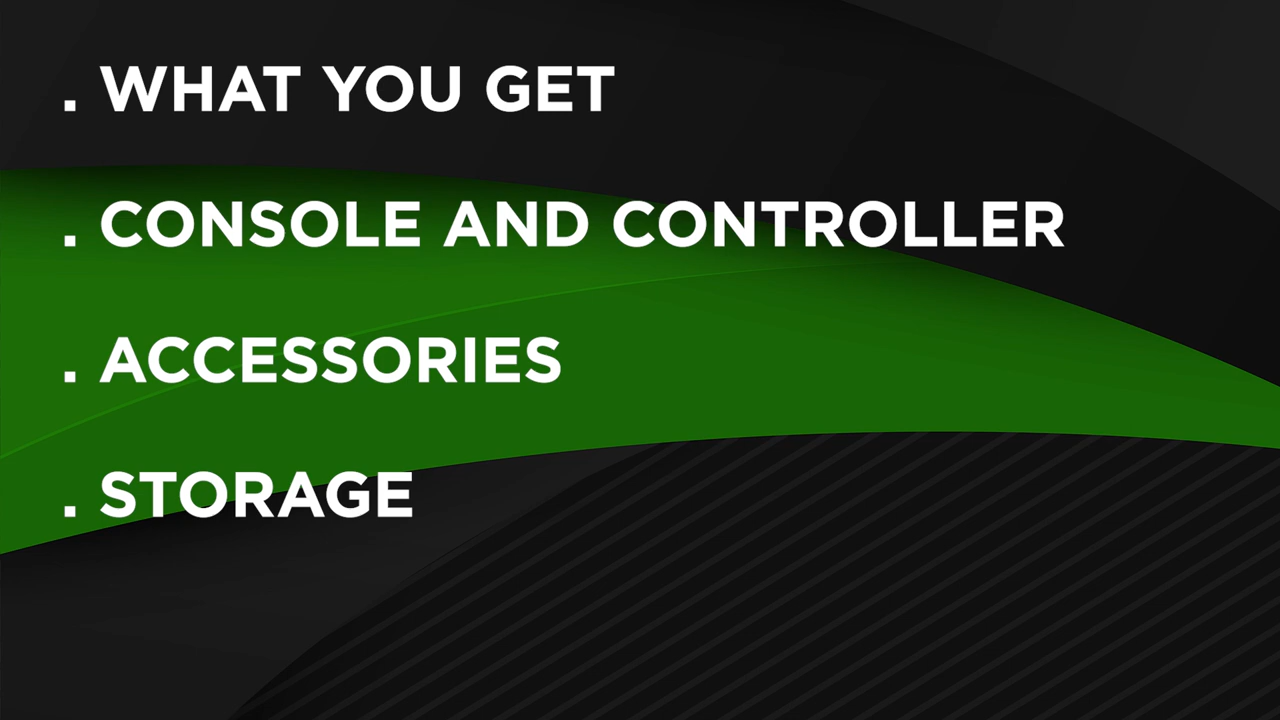 . WHAT YOU GET
. CONSOLE AND CONTROLLER
. ACCESSORIES
. STORAGE